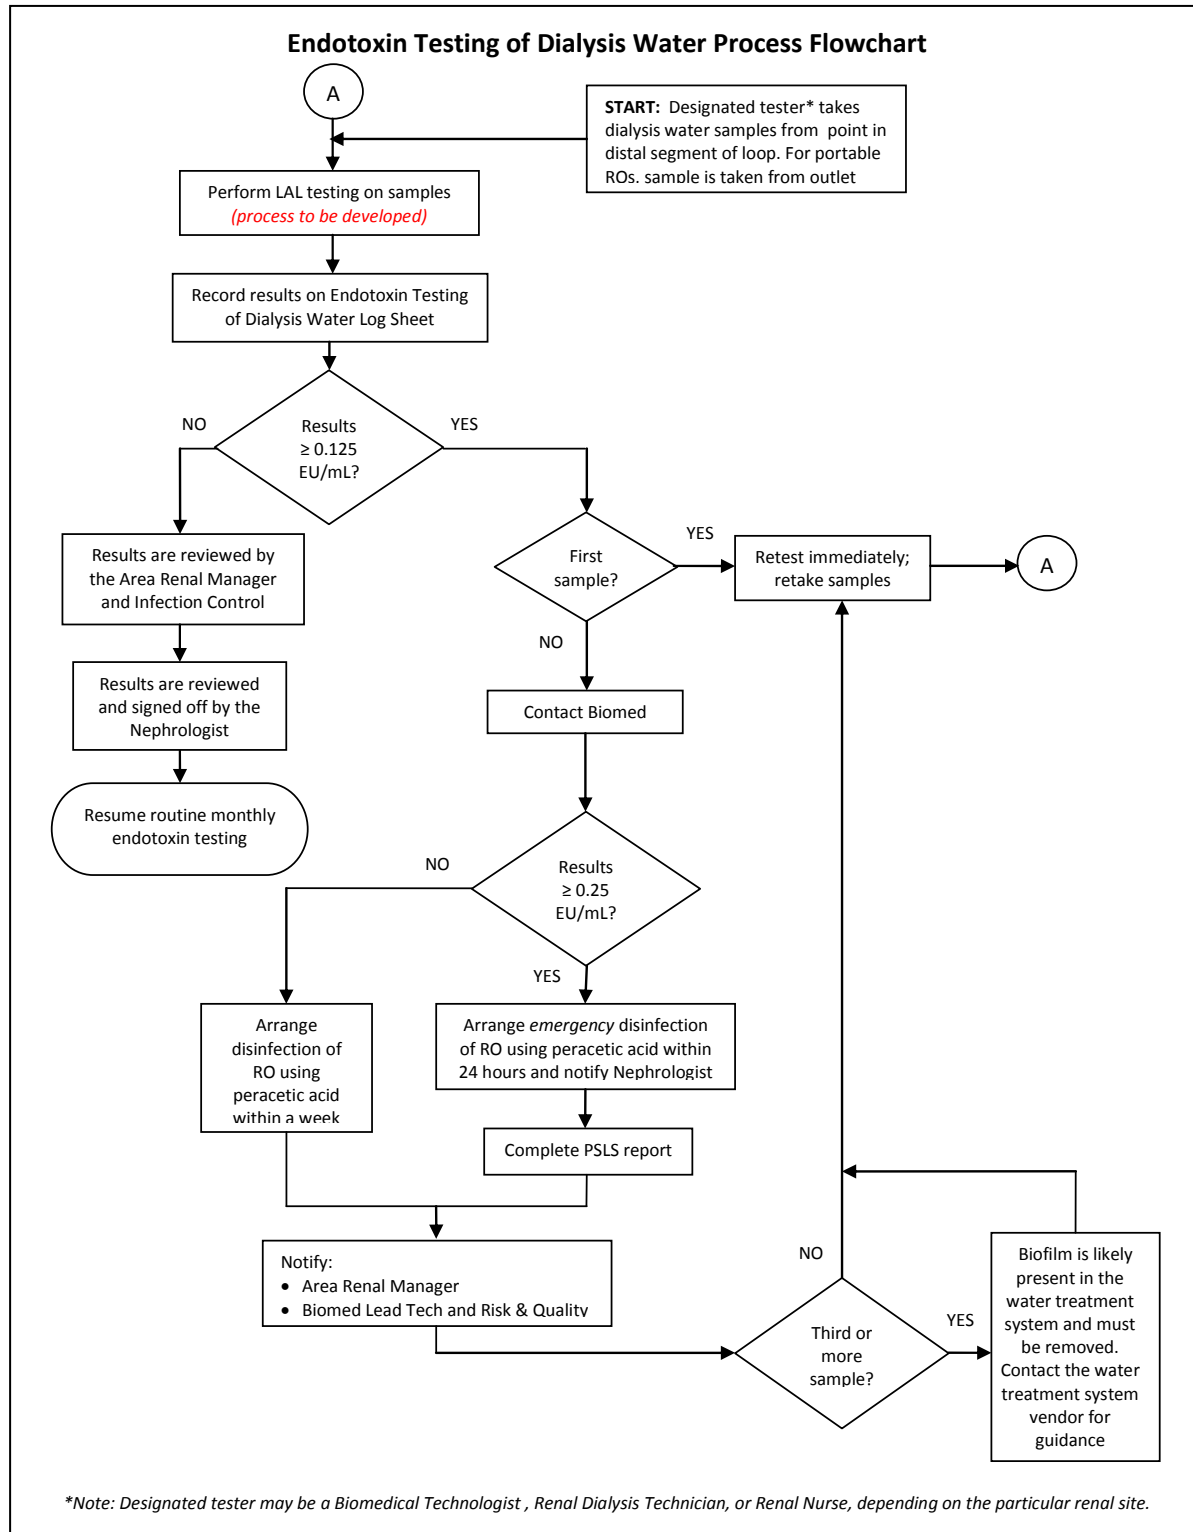 Endotoxin Testing of Dialysis Water Process Flowchart
A
START: Designated tester* takes
dialysis water samples from point in
distal segment of loop. For portable
ROs, sample is taken from outlet
Perform LAL testing on samples
(process to be developed)
Record results on Endotoxin Testing
of Dialysis Water Log Sheet
NO
YES
Results
≥ 0.125
EU/mL?
Results are reviewed by
the Area Renal Manager
and Infection Control
First
sample?
YES
Retest immediately;
retake samples
A
NO
Results are reviewed
and signed off by the
Nephrologist
Contact Biomed
Resume routine monthly
endotoxin testing
NO
Results
≥ 0.25
EU/mL?
YES
Arrange
disinfection of
RO using
peracetic acid
within a week
Arrange emergency disinfection
of RO using peracetic acid within
24 hours and notify Nephrologist
Complete PSLS report
Notify:
• Area Renal Manager
• Biomed Lead Tech and Risk & Quality
NO
Third or
more
sample?
YES
Biofilm is likely
present in the
water treatment
system and must
be removed.
Contact the water
treatment system
vendor for
guidance
*Note: Designated tester may be a Biomedical Technologist , Renal Dialysis Technician, or Renal Nurse, depending on the particular renal site.